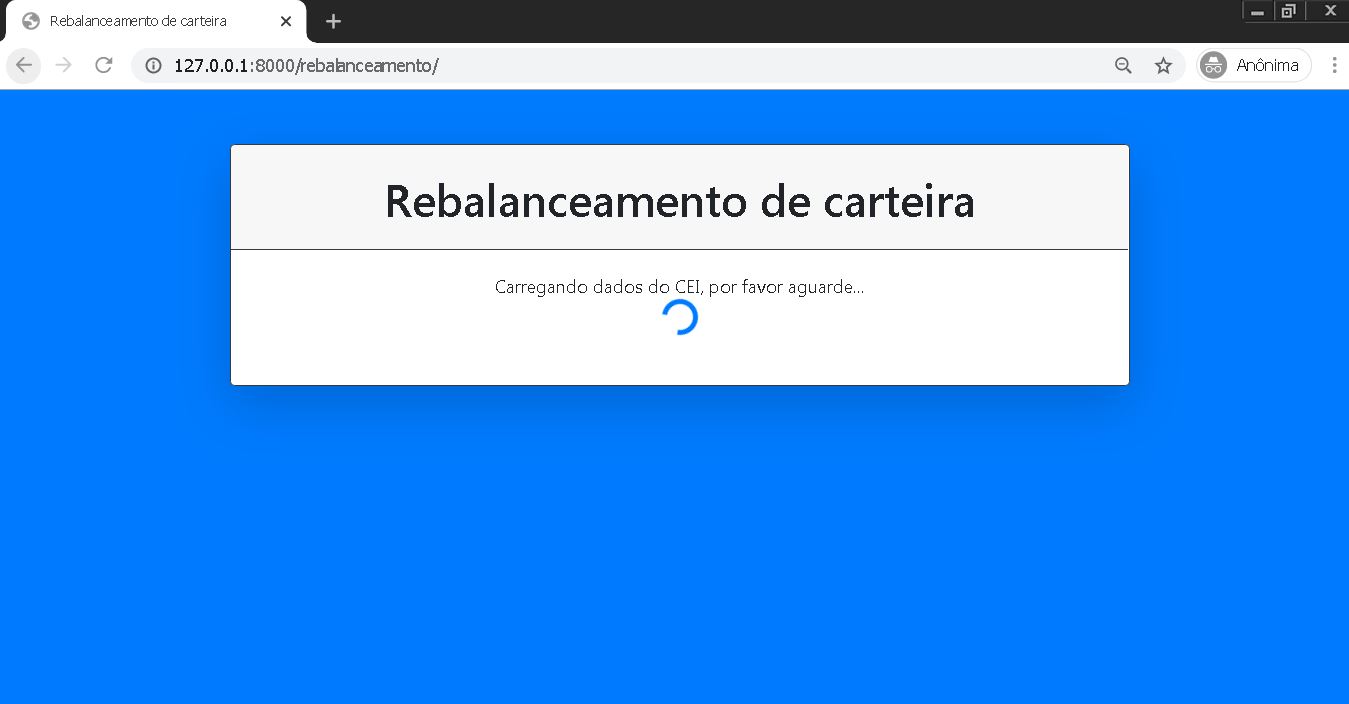 Rebalanceamento de carteira
127.0.0.1:8000/rebalanceamento/
Anônima
Rebalanceamento de carteira
Carregando dados do CEI, por favor aguarde...